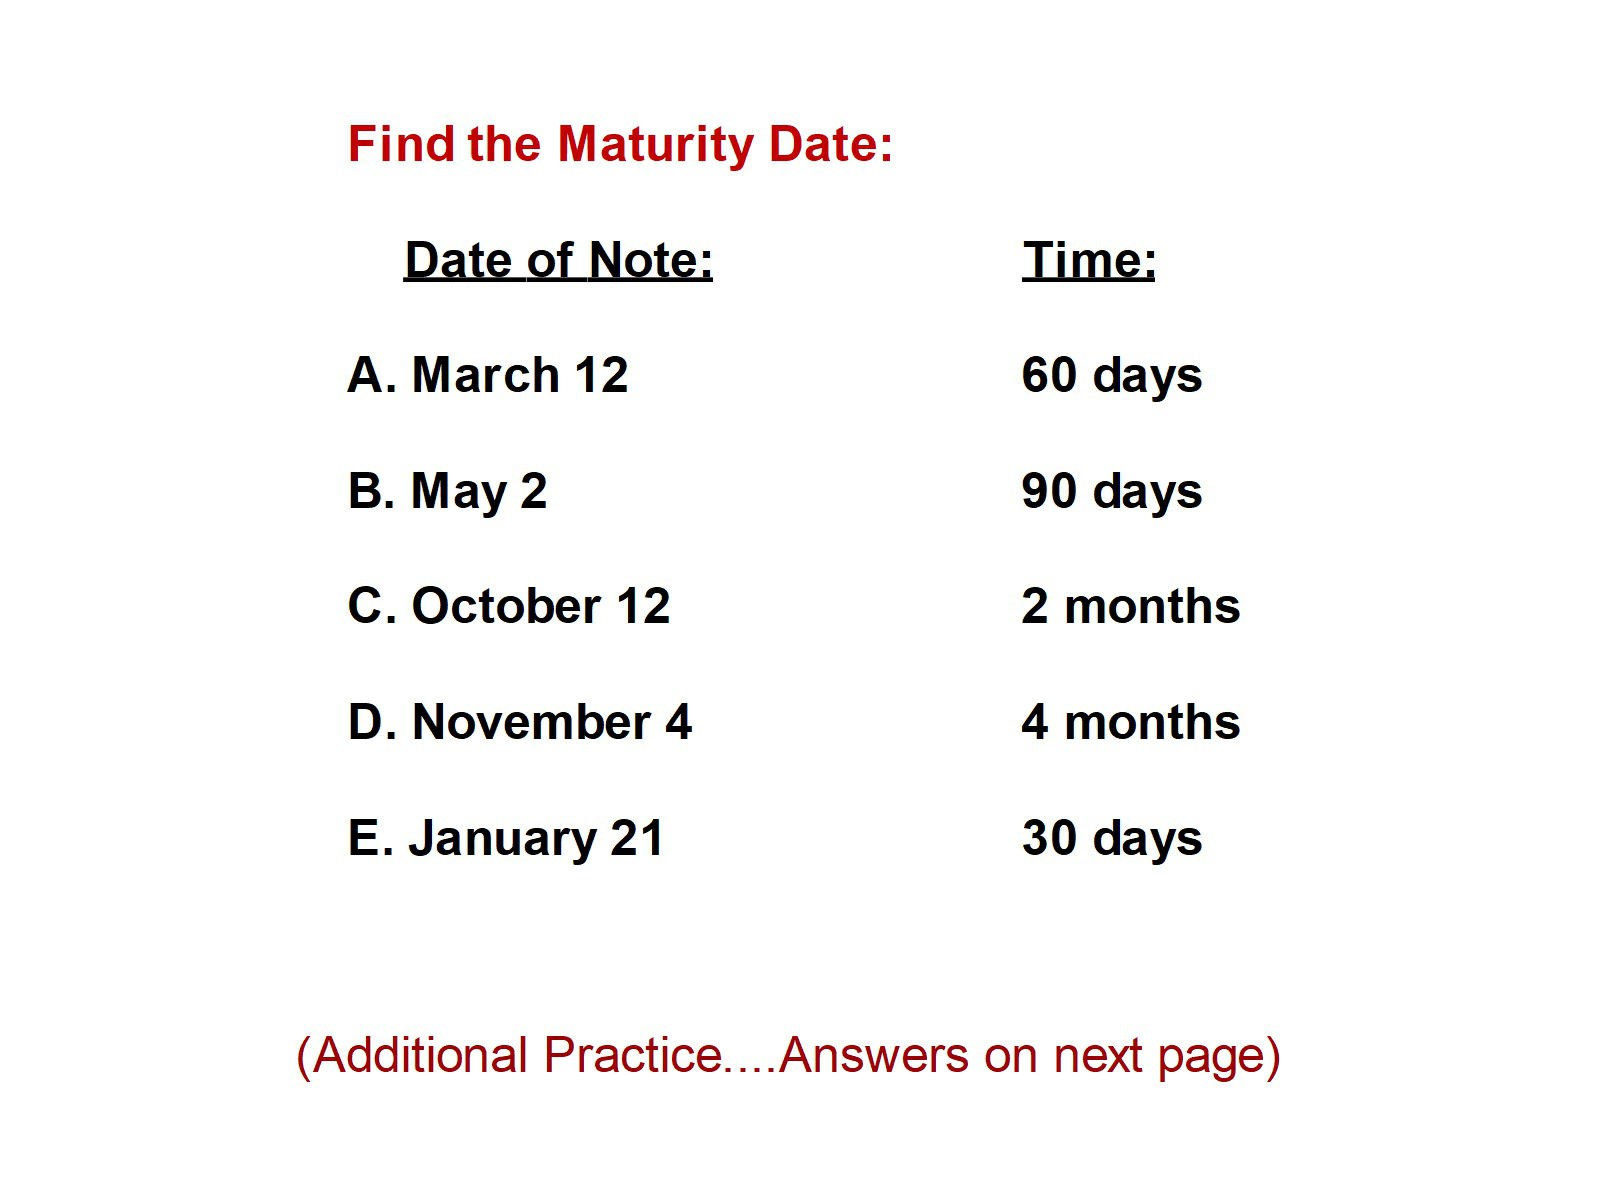 Find the Maturity Date:
Date of Note: Time:
A. March 12 60 days
B. May 2 90 days
C. October 12 2 months
D. November 4 4 months
E. January 21 30 days
(Additional Practice....Answers on next page)